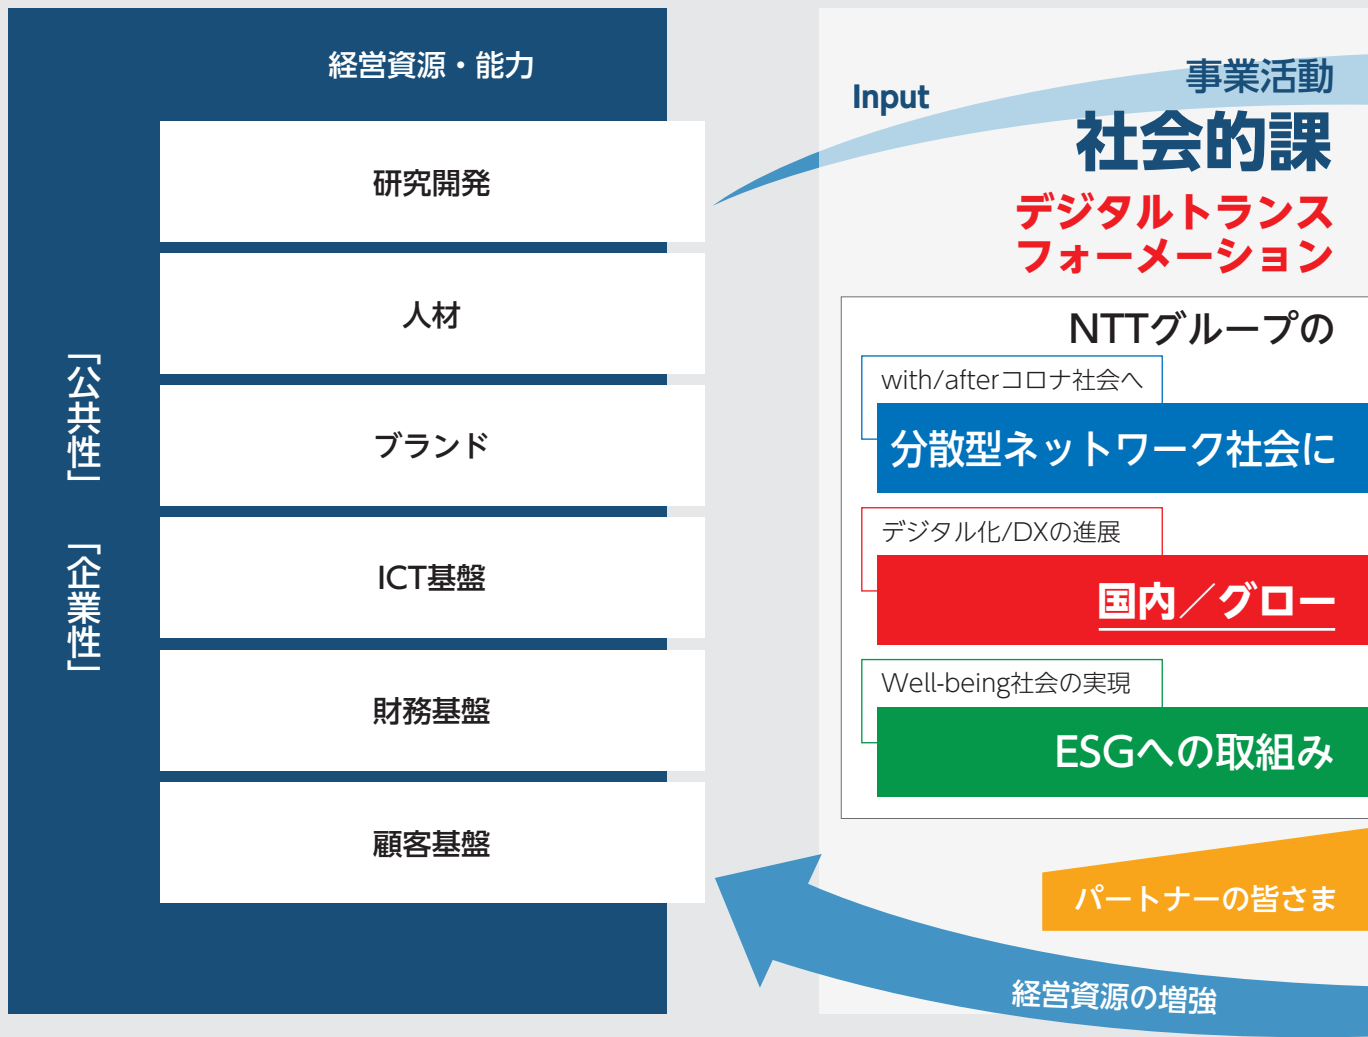 経営資源・能力
「公共性」
「企業性」
研究開発
人材
ブランド
ICT基盤
財務基盤
顧客基盤
Input
事業活動
社会的課
デジタルトランス
フォーメーション
NTTグループの
with/afterコロナ社会へ
分散型ネットワーク社会に
デジタル化/DXの進展
国内／グロー
Well-being社会の実現
ESGへの取組み
パートナーの皆さま
経営資源の増強